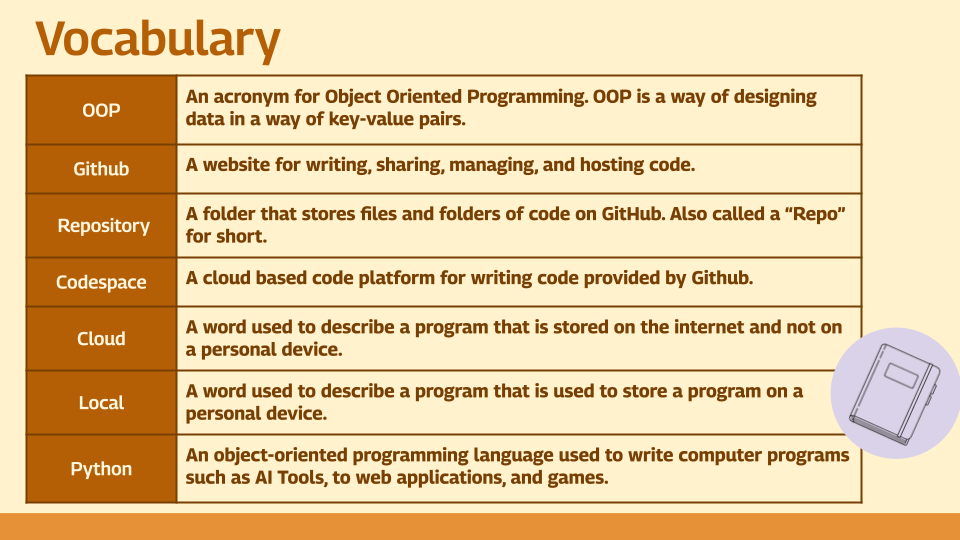 Vocabulary
OOP
An acronym for Object Oriented Programming. OOP is a way of designing
data in a way of key-value pairs.
Github
A website for writing, sharing, managing, and hosting code.
Repository
A folder that stores files and folders of code on GitHub. Also called a “Repo”
for short.
Codespace
A cloud based code platform for writing code provided by Github.
Cloud
A word used to describe a program that is stored on the internet and not on
a personal device.
Local
A word used to describe a program that is used to store a program on a
personal device.
Python
An object-oriented programming language used to write computer programs
such as AI Tools, to web applications, and games.